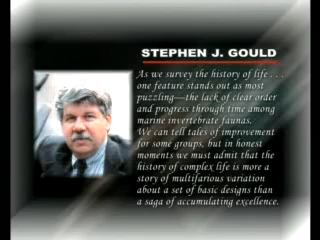 STEPHEN J. GOULD
As we survey the history of life . . .
one feature stands out as most
puzzling—the lack of clear order
and progress through time among
marine invertebrate faunas.
We can tell tales of improvement
for some groups, but in honest
moments we must admit that the
history of complex life is more a
story of multifarious variation
about a set of basic designs than
a saga of accumulating excellence.